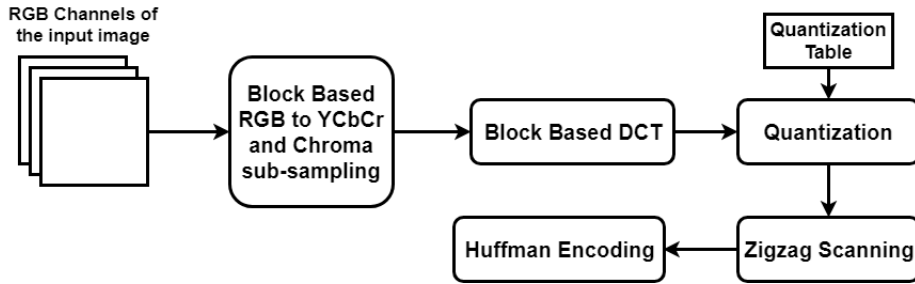 RGB Channels of
the input image
Block Based
RGB to YCbCr
and Chroma
sub-sampling
Block Based DCT
Quantization
Table
Quantization
Zigzag Scanning
Huffman Encoding